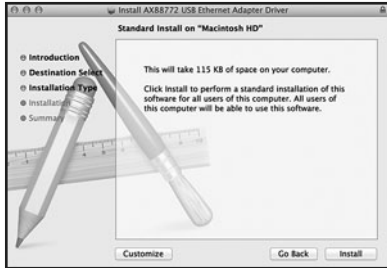 Install AX88772 USB Ethernet Adapter Driver
Standard Install on "Macintosh HD"
Introduction
Destination Select
Installation Type
Installation
Summary
This will take 115 KB of space on your computer.
Click Install to perform a standard installation of this
software for all users of this computer. All users of
this computer will be able to use this software.
Customize
Go Back
Install